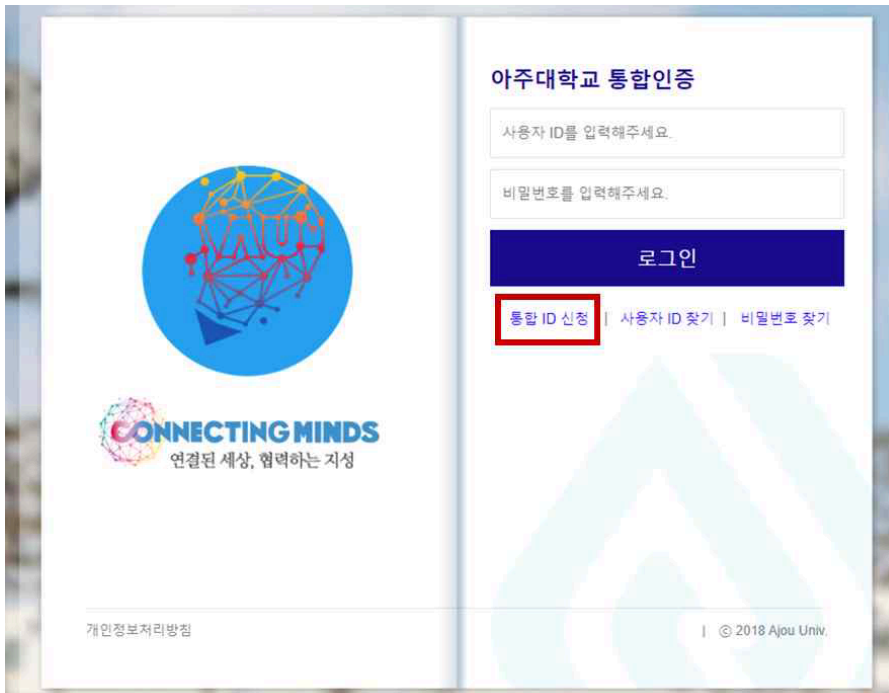 아주대학교 통합인증
사용자 ID를 입력해주세요.
비밀번호를 입력해주세요.
로그인
통합 ID 신청 | 사용자 ID 찾기 | 비밀번호 찾기
AJOU
CONNECTING MINDS
연결된 세상, 협력하는 지성
개인정보처리방침
| ⓒ 2018 Ajou Univ.